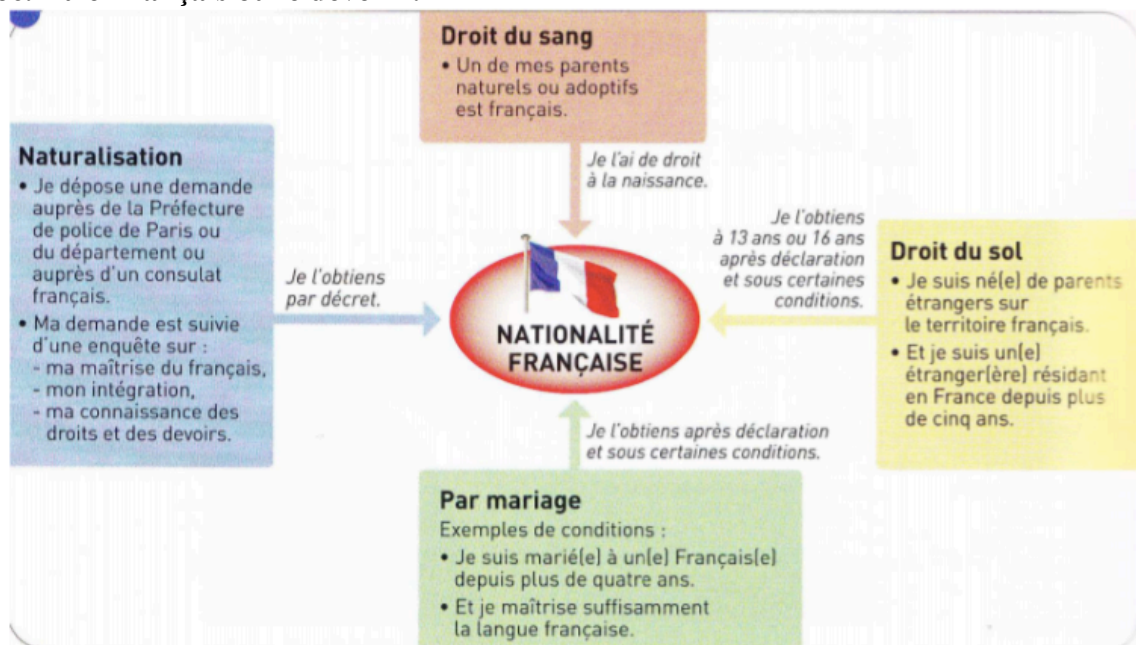 Droit du sang
• Un de mes parents
naturels ou adoptifs
est français.
Je l'ai de droit
à la naissance.
Naturalisation
• Je dépose une demande
auprès de la Préfecture
de police de Paris ou
du département ou
auprès d'un consulat
français.
• Ma demande est suivie
d'une enquête sur :
- ma maîtrise du français,
- mon intégration,
- ma connaissance des
droits et des devoirs.
Je l'obtiens
par décret.
NATIONALITÉ
FRANÇAISE
Je l'obtiens
à 13 ans ou 16 ans
après déclaration
et sous certaines
conditions.
Droit du sol
• Je suis né(e) de parents
étrangers sur
le territoire français.
• Et je suis un(e)
étranger(ère) résidant
en France depuis plus
de cinq ans.
Je l'obtiens après déclaration
et sous certaines conditions.
Par mariage
Exemples de conditions :
• Je suis marié(e) à un(e) Français(e)
depuis plus de quatre ans.
• Et je maîtrise suffisamment
la langue française.